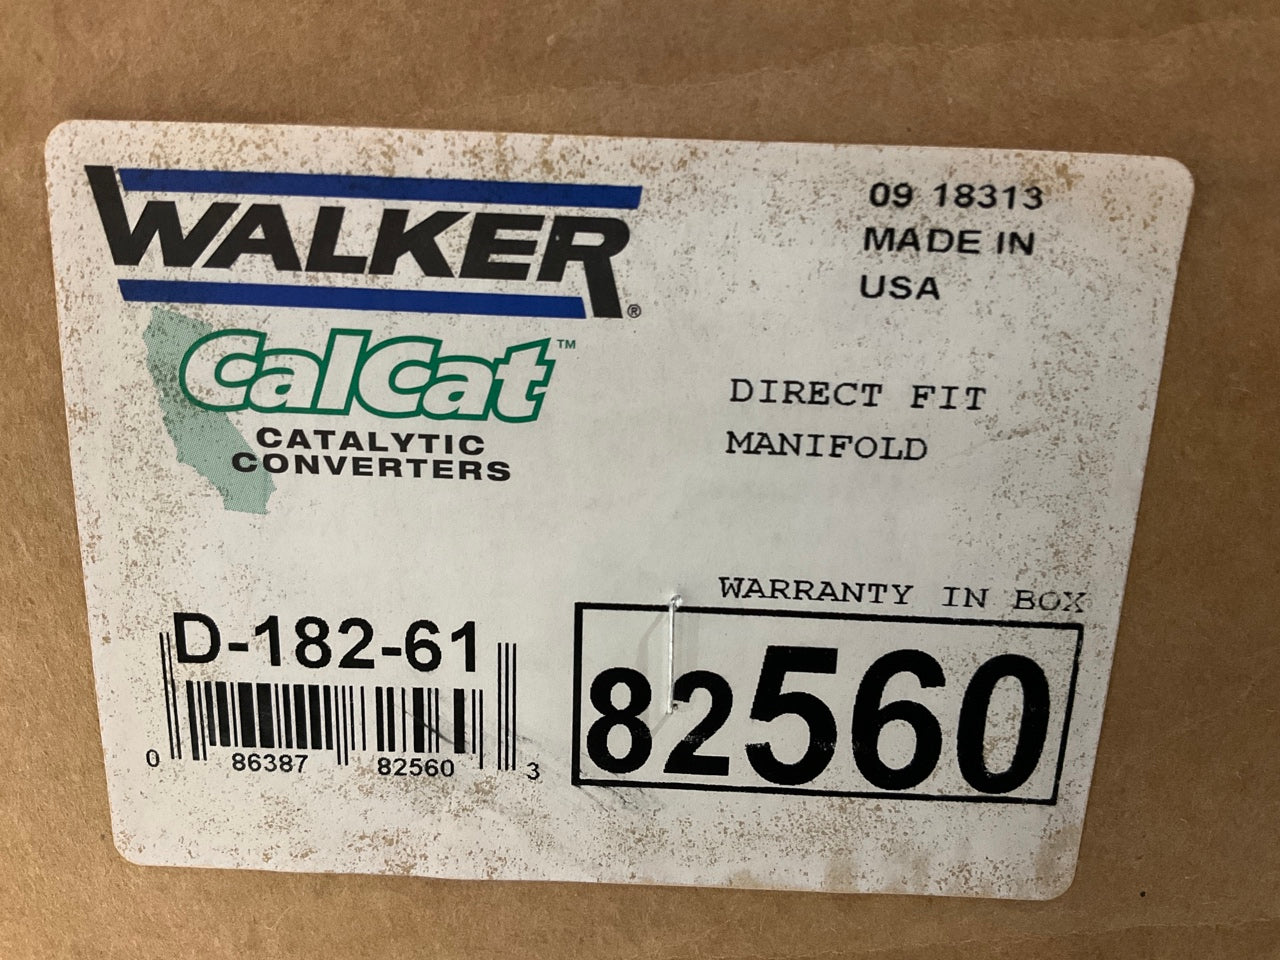 WALKER®
CalCat™
CATALYTIC
CONVERTERS
09 18313
MADE IN
USA
DIRECT FIT
MANIFOLD
WARRANTY IN BOX
82560
D-182-61
0 86387 82560 3